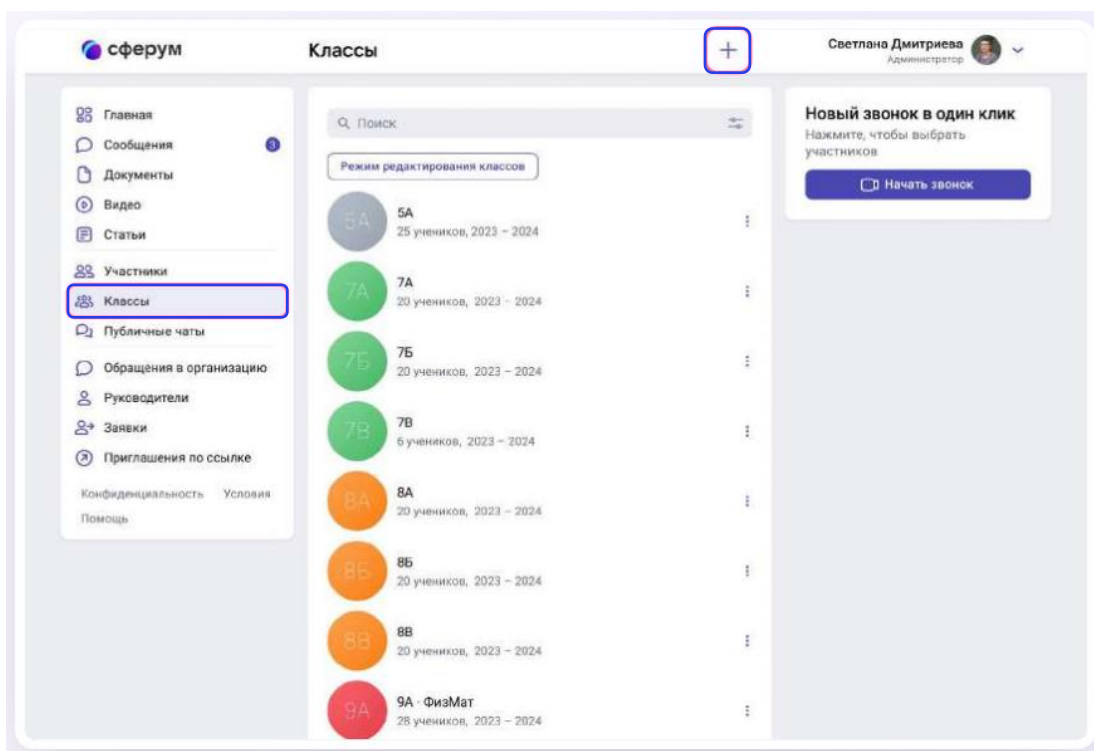 сферум
Классы
Светлана Дмитриева
Администратор
Главная
Сообщения 3
Документы
Видео
Статьи
Участники
Классы
Публичные чаты
Обращения в организацию
Руководители
Заявки
Приглашения по ссылке
Конфиденциальность Условия
Помощь
Поиск
Режим редактирования классов
5А
5А
25 учеников, 2023 – 2024
7А
7А
20 учеников, 2023 - 2024
7Б
7Б
20 учеников, 2023 – 2024
7В
7В
6 учеников, 2023 – 2024
8А
8А
20 учеников, 2023 – 2024
8Б
8Б
20 учеников, 2023 – 2024
8В
8В
20 учеников, 2023 – 2024
9А
9А · ФизМат
28 учеников, 2023 – 2024
Новый звонок в один клик
Нажмите, чтобы выбрать
участников
Начать звонок